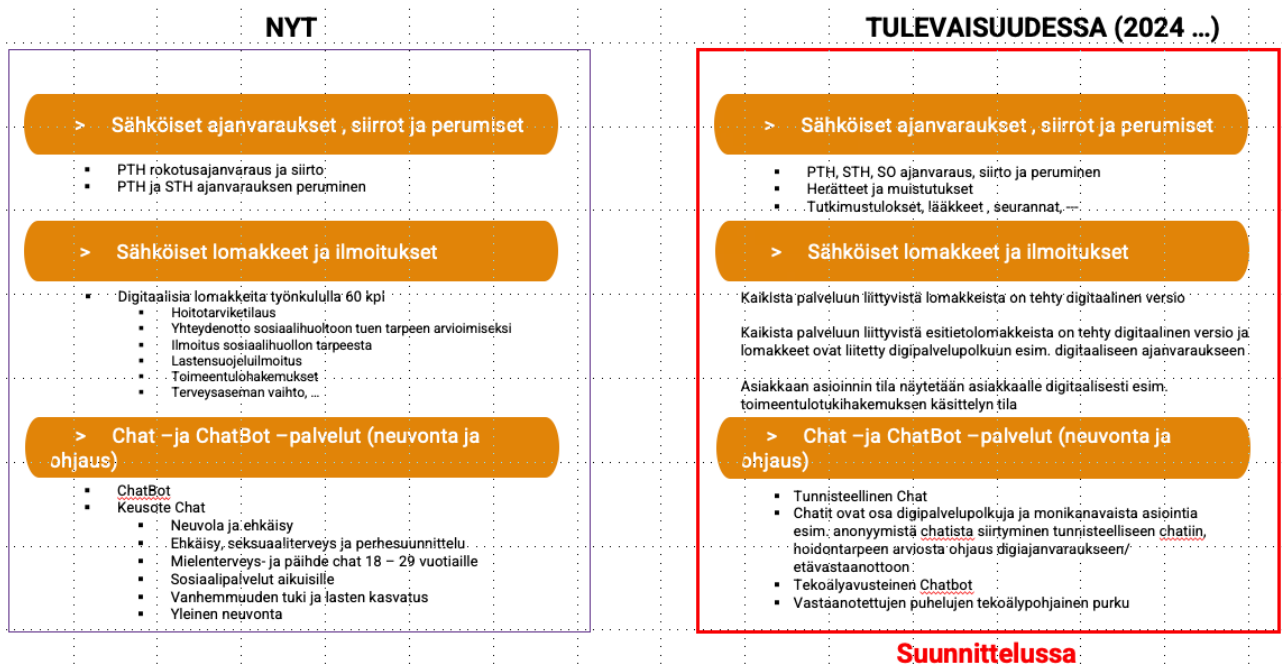 NYT
> Sähköiset ajanvaraukset , siirrot ja perumiset
▪ PTH rokotusajanvaraus ja siirto
▪ PTH ja STH ajanvarauksen peruminen
> Sähköiset lomakkeet ja ilmoitukset
▪ Digitaalisia lomakkeita työnkululla 60 kpl
▪ Hoitotarviketilaus
▪ Yhteydenotto sosiaalihuoltoon tuen tarpeen arvioimiseksi
▪ Ilmoitus sosiaalihuollon tarpeesta
▪ Lastensuojeluilmoitus
▪ Toimeentulohakemukset
▪ Terveysaseman vaihto, …
> Chat –ja ChatBot –palvelut (neuvonta ja
ohjaus)
▪ ChatBot
▪ Keusote Chat
▪ Neuvola ja ehkäisy
▪ Ehkäisy, seksuaaliterveys ja perhesuunnittelu
▪ Mielenterveys- ja päihde chat 18 – 29 vuotiaille
▪ Sosiaalipalvelut aikuisille
▪ Vanhemmuuden tuki ja lasten kasvatus
▪ Yleinen neuvonta
TULEVAISUUDESSA (2024 …)
> Sähköiset ajanvaraukset , siirrot ja perumiset
▪ PTH, STH, SO ajanvaraus, siirto ja peruminen
▪ Herätteet ja muistutukset
▪ Tutkimustulokset, lääkkeet , seurannat, ---
> Sähköiset lomakkeet ja ilmoitukset
Kaikista palveluun liittyvistä lomakkeista on tehty digitaalinen versio
Kaikista palveluun liittyvistä esitietolomakkeista on tehty digitaalinen versio ja
lomakkeet ovat liitetty digipalvelupolkuun esim. digitaaliseen ajanvaraukseen
Asiakkaan asioinnin tila näytetään asiakkaalle digitaalisesti esim.
toimeentulotukihakemuksen käsittelyn tila
> Chat –ja ChatBot –palvelut (neuvonta ja
ohjaus)
▪ Tunnisteellinen Chat
▪ Chatit ovat osa digipalvelupolkuja ja monikanavaista asiointia
esim. anonyymistä chatista siirtyminen tunnisteelliseen chatiin,
hoidontarpeen arviosta ohjaus digiajanvaraukseen/
etävastaanottoon
▪ Tekoälyavusteinen Chatbot
▪ Vastaanotettujen puhelujen tekoälypohjainen purku
Suunnittelussa